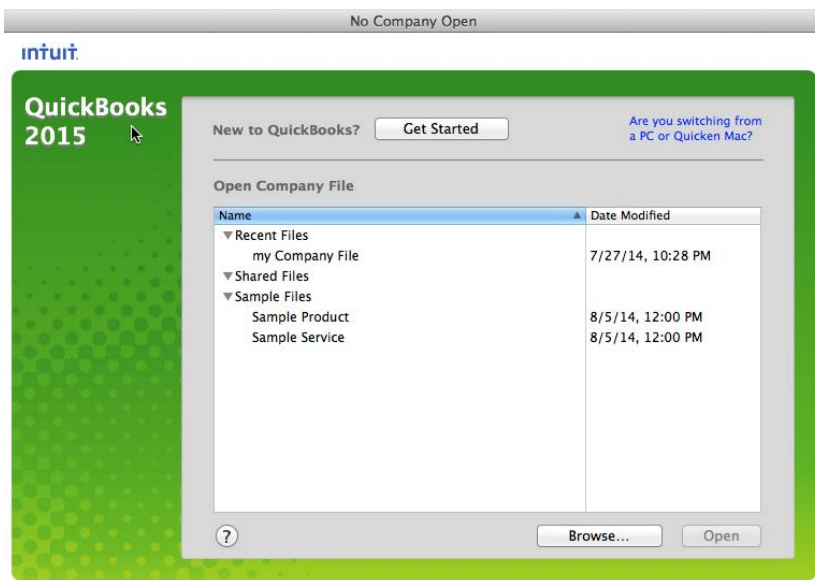 No Company Open
ıntuıt.
QuickBooks
2015
New to QuickBooks?
Get Started
Are you switching from
a PC or Quicken Mac?
Open Company File
Name
Date Modified
Recent Files
my Company File
7/27/14, 10:28 PM
Shared Files
Sample Files
Sample Product
8/5/14, 12:00 PM
Sample Service
8/5/14, 12:00 PM
?
Browse...
Open